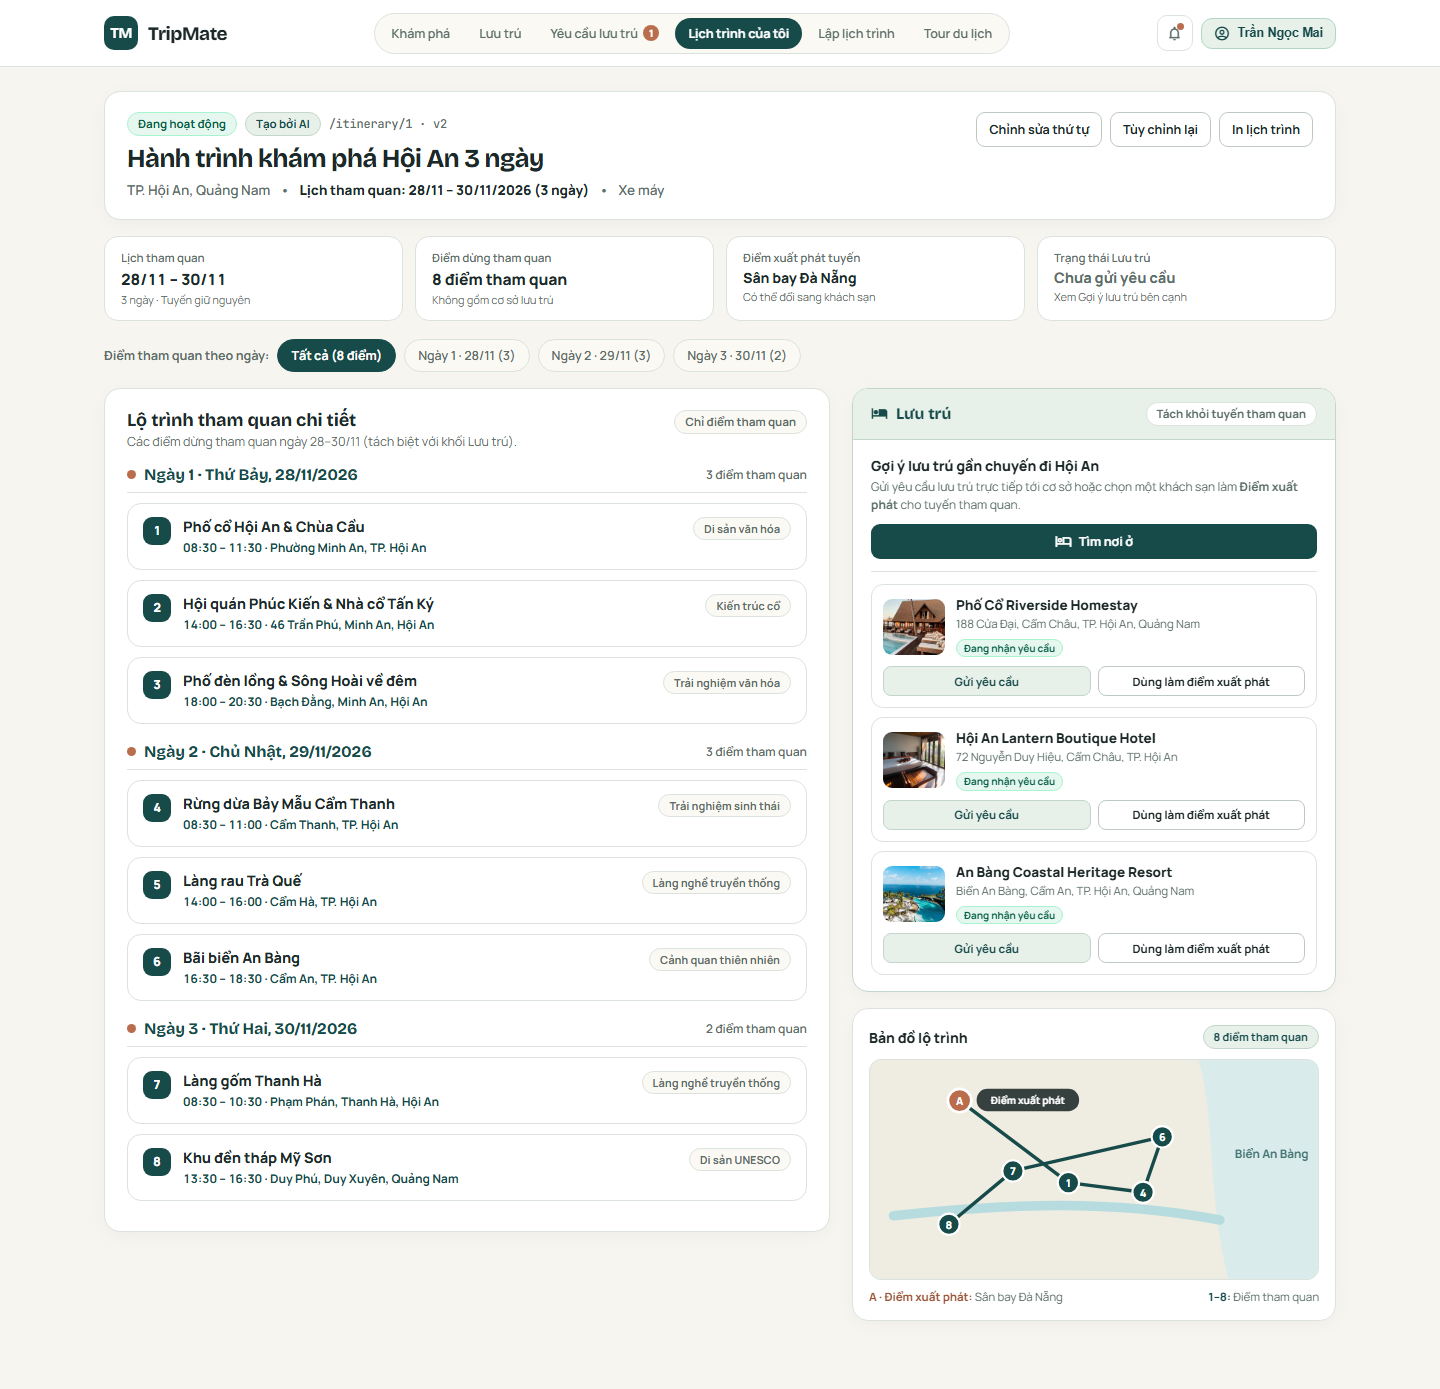 TM TripMate
Khám phá
Lưu trú
Yêu cầu lưu trú 1
Lịch trình của tôi
Lập lịch trình
Tour du lịch
Trần Ngọc Mai
Đang hoạt động
Tạo bởi AI
/itinerary/1 · v2
Chỉnh sửa thứ tự
Tùy chỉnh lại
In lịch trình
Hành trình khám phá Hội An 3 ngày
TP. Hội An, Quảng Nam • Lịch tham quan: 28/11 – 30/11/2026 (3 ngày) • Xe máy
Lịch tham quan
28/11 – 30/11
3 ngày · Tuyến giữ nguyên
Điểm dừng tham quan
8 điểm tham quan
Không gồm cơ sở lưu trú
Điểm xuất phát tuyến
Sân bay Đà Nẵng
Có thể đổi sang khách sạn
Trạng thái Lưu trú
Chưa gửi yêu cầu
Xem Gợi ý lưu trú bên cạnh
Điểm tham quan theo ngày:
Tất cả (8 điểm)
Ngày 1 · 28/11 (3)
Ngày 2 · 29/11 (3)
Ngày 3 · 30/11 (2)
Lộ trình tham quan chi tiết
Chỉ điểm tham quan
Các điểm dừng tham quan ngày 28–30/11 (tách biệt với khối Lưu trú).
Ngày 1 · Thứ Bảy, 28/11/2026
3 điểm tham quan
1 Phố cổ Hội An & Chùa Cầu
Di sản văn hóa
08:30 – 11:30 · Phường Minh An, TP. Hội An
2 Hội quán Phúc Kiến & Nhà cổ Tấn Ký
Kiến trúc cổ
14:00 – 16:30 · 46 Trần Phú, Minh An, Hội An
3 Phố đèn lồng & Sông Hoài về đêm
Trải nghiệm văn hóa
18:00 – 20:30 · Bạch Đằng, Minh An, Hội An
Ngày 2 · Chủ Nhật, 29/11/2026
3 điểm tham quan
4 Rừng dừa Bảy Mẫu Cẩm Thanh
Trải nghiệm sinh thái
08:30 – 11:00 · Cẩm Thanh, TP. Hội An
5 Làng rau Trà Quế
Làng nghề truyền thống
14:00 – 16:00 · Cẩm Hà, TP. Hội An
6 Bãi biển An Bàng
Cảnh quan thiên nhiên
16:30 – 18:30 · Cẩm An, TP. Hội An
Ngày 3 · Thứ Hai, 30/11/2026
2 điểm tham quan
7 Làng gốm Thanh Hà
Làng nghề truyền thống
08:30 – 10:30 · Phạm Phán, Thanh Hà, Hội An
8 Khu đền tháp Mỹ Sơn
Di sản UNESCO
13:30 – 16:30 · Duy Phú, Duy Xuyên, Quảng Nam
Lưu trú
Tách khỏi tuyến tham quan
Gợi ý lưu trú gần chuyến đi Hội An
Gửi yêu cầu lưu trú trực tiếp tới cơ sở hoặc chọn một khách sạn làm Điểm xuất
phát cho tuyến tham quan.
Tìm nơi ở
Phố Cổ Riverside Homestay
188 Cửa Đại, Cẩm Châu, TP. Hội An, Quảng Nam
Đang nhận yêu cầu
Gửi yêu cầu
Dùng làm điểm xuất phát
Hội An Lantern Boutique Hotel
72 Nguyễn Duy Hiệu, Cẩm Châu, TP. Hội An
Đang nhận yêu cầu
Gửi yêu cầu
Dùng làm điểm xuất phát
An Bàng Coastal Heritage Resort
Biển An Bàng, Cẩm An, TP. Hội An, Quảng Nam
Đang nhận yêu cầu
Gửi yêu cầu
Dùng làm điểm xuất phát
Bản đồ lộ trình
8 điểm tham quan
A Điểm xuất phát
6
Biển An Bàng
7
1
4
8
A · Điểm xuất phát: Sân bay Đà Nẵng
1–8: Điểm tham quan